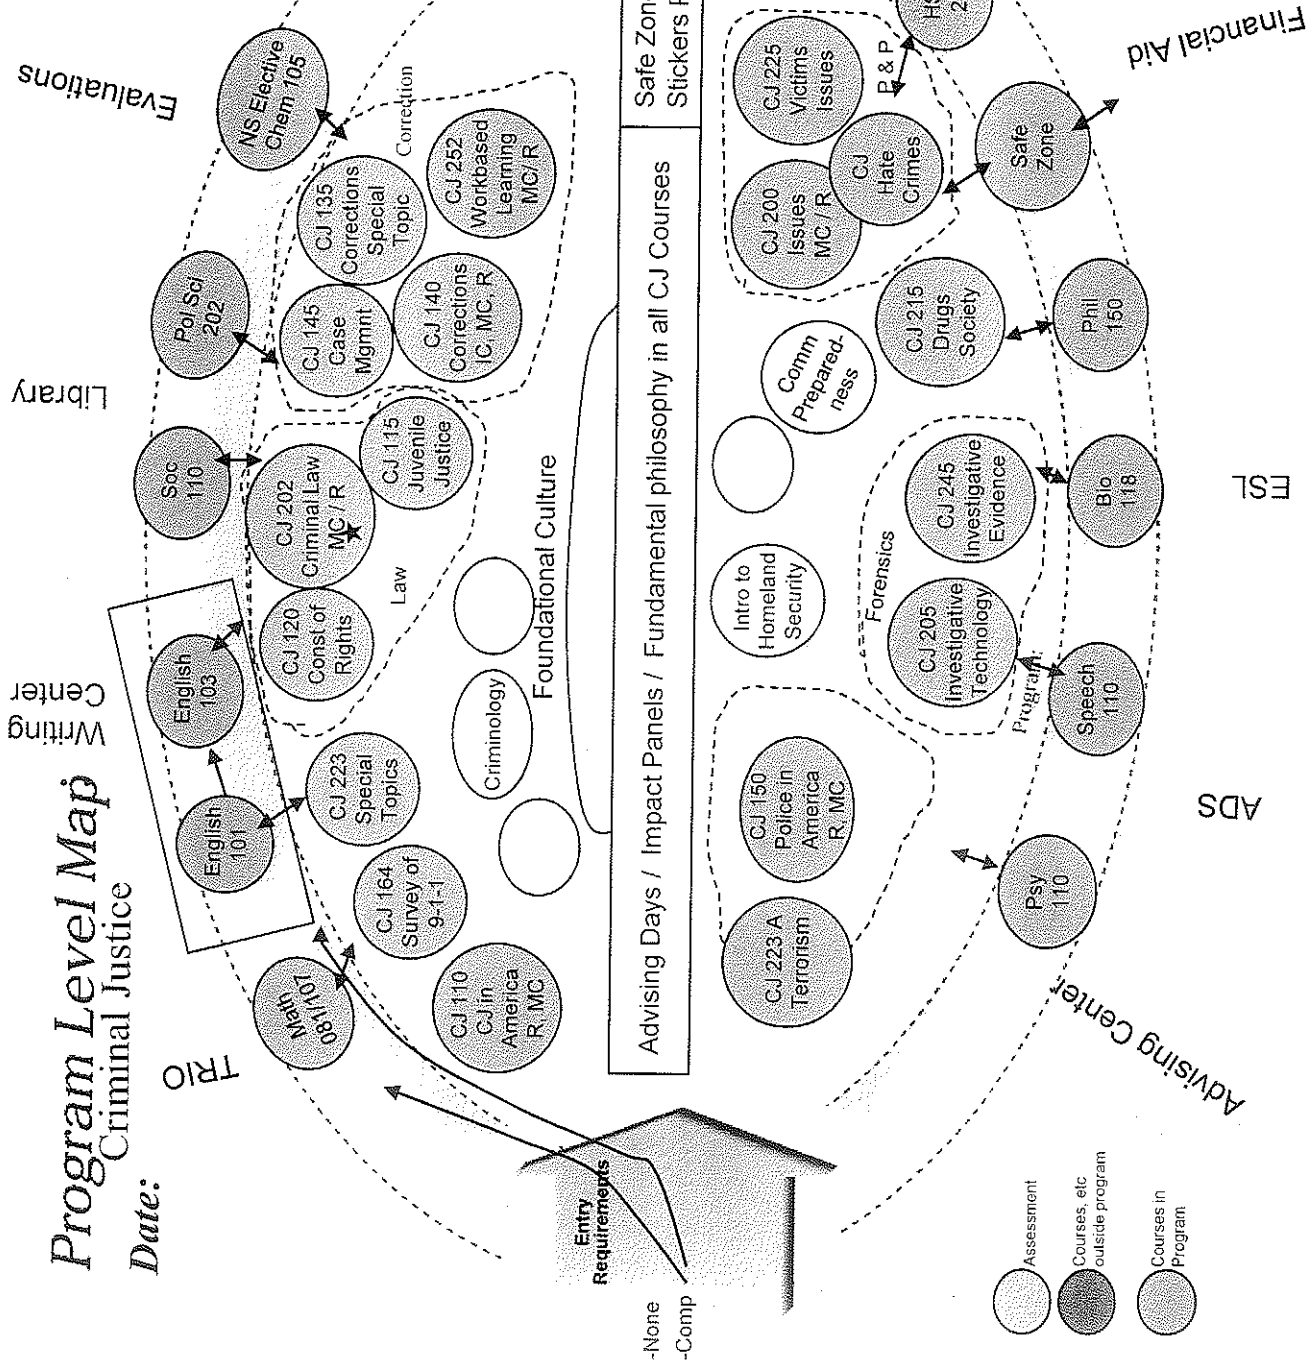 Program Level Map
Criminal Justice
Date:
TRIO
Writing
Center
Library
Evaluations
Math
081/107
English
101
English
103
Soc
110
Pol Sci
202
NS Elective
Chem 105
CJ 110
CJ in
America
R, MC
CJ 164
Survey of
9-1-1
CJ 223
Special
Topics
CJ 120
Const of
Rights
CJ 202
Criminal Law
MC / R
CJ 115
Juvenile
Justice
Law
CJ 145
Case
Mgmnt
CJ 140
Corrections
IC, MC, R
CJ 135
Corrections
Special
Topic
CJ 252
Workbased
Learning
MC/ R
Correction
Criminology
Foundational Culture
Entry
Requirements
-None
-Comp
Advising Days / Impact Panels / Fundamental philosophy in all CJ Courses
Safe Zon
Stickers
CJ 223 A
Terrorism
CJ 150
Police in
America
R, MC
Intro to
Homeland
Security
Comm
Prepared-
ness
Forensics
CJ 205
Investigative
Technology
CJ 245
Investigative
Evidence
Program
CJ 215
Drugs
Society
CJ 200
Issues
MC / R
CJ 225
Victims
Issues
CJ
Hate
Crimes
P & P
HS
2
Psy
110
Speech
110
Bio
118
Phil
150
Safe
Zone
Advising Center
ADS
ESL
Financial Aid
Assessment
Courses, etc
outside program
Courses in
Program